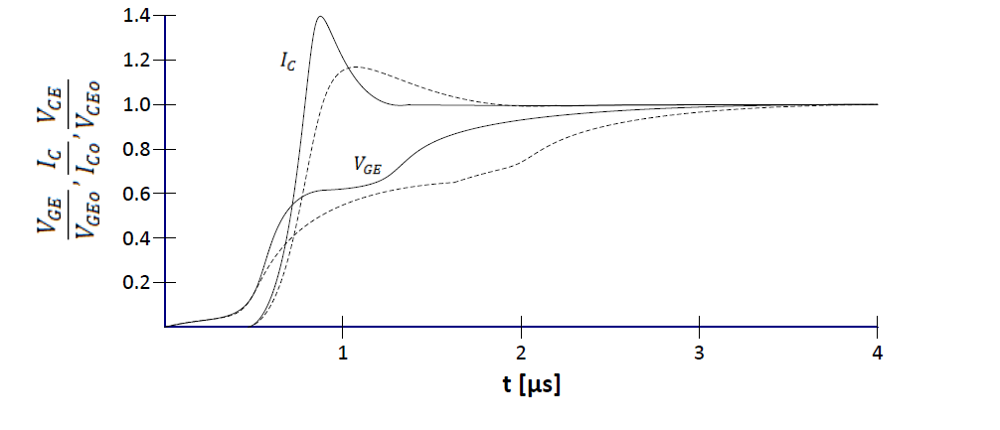 1.4
1.2
1.0
0.8
0.6
0.4
0.2
V_GE/V_GEo, I_C/I_Co, V_CE/V_CEo
I_C
V_GE
1 2 3 4
t [μs]